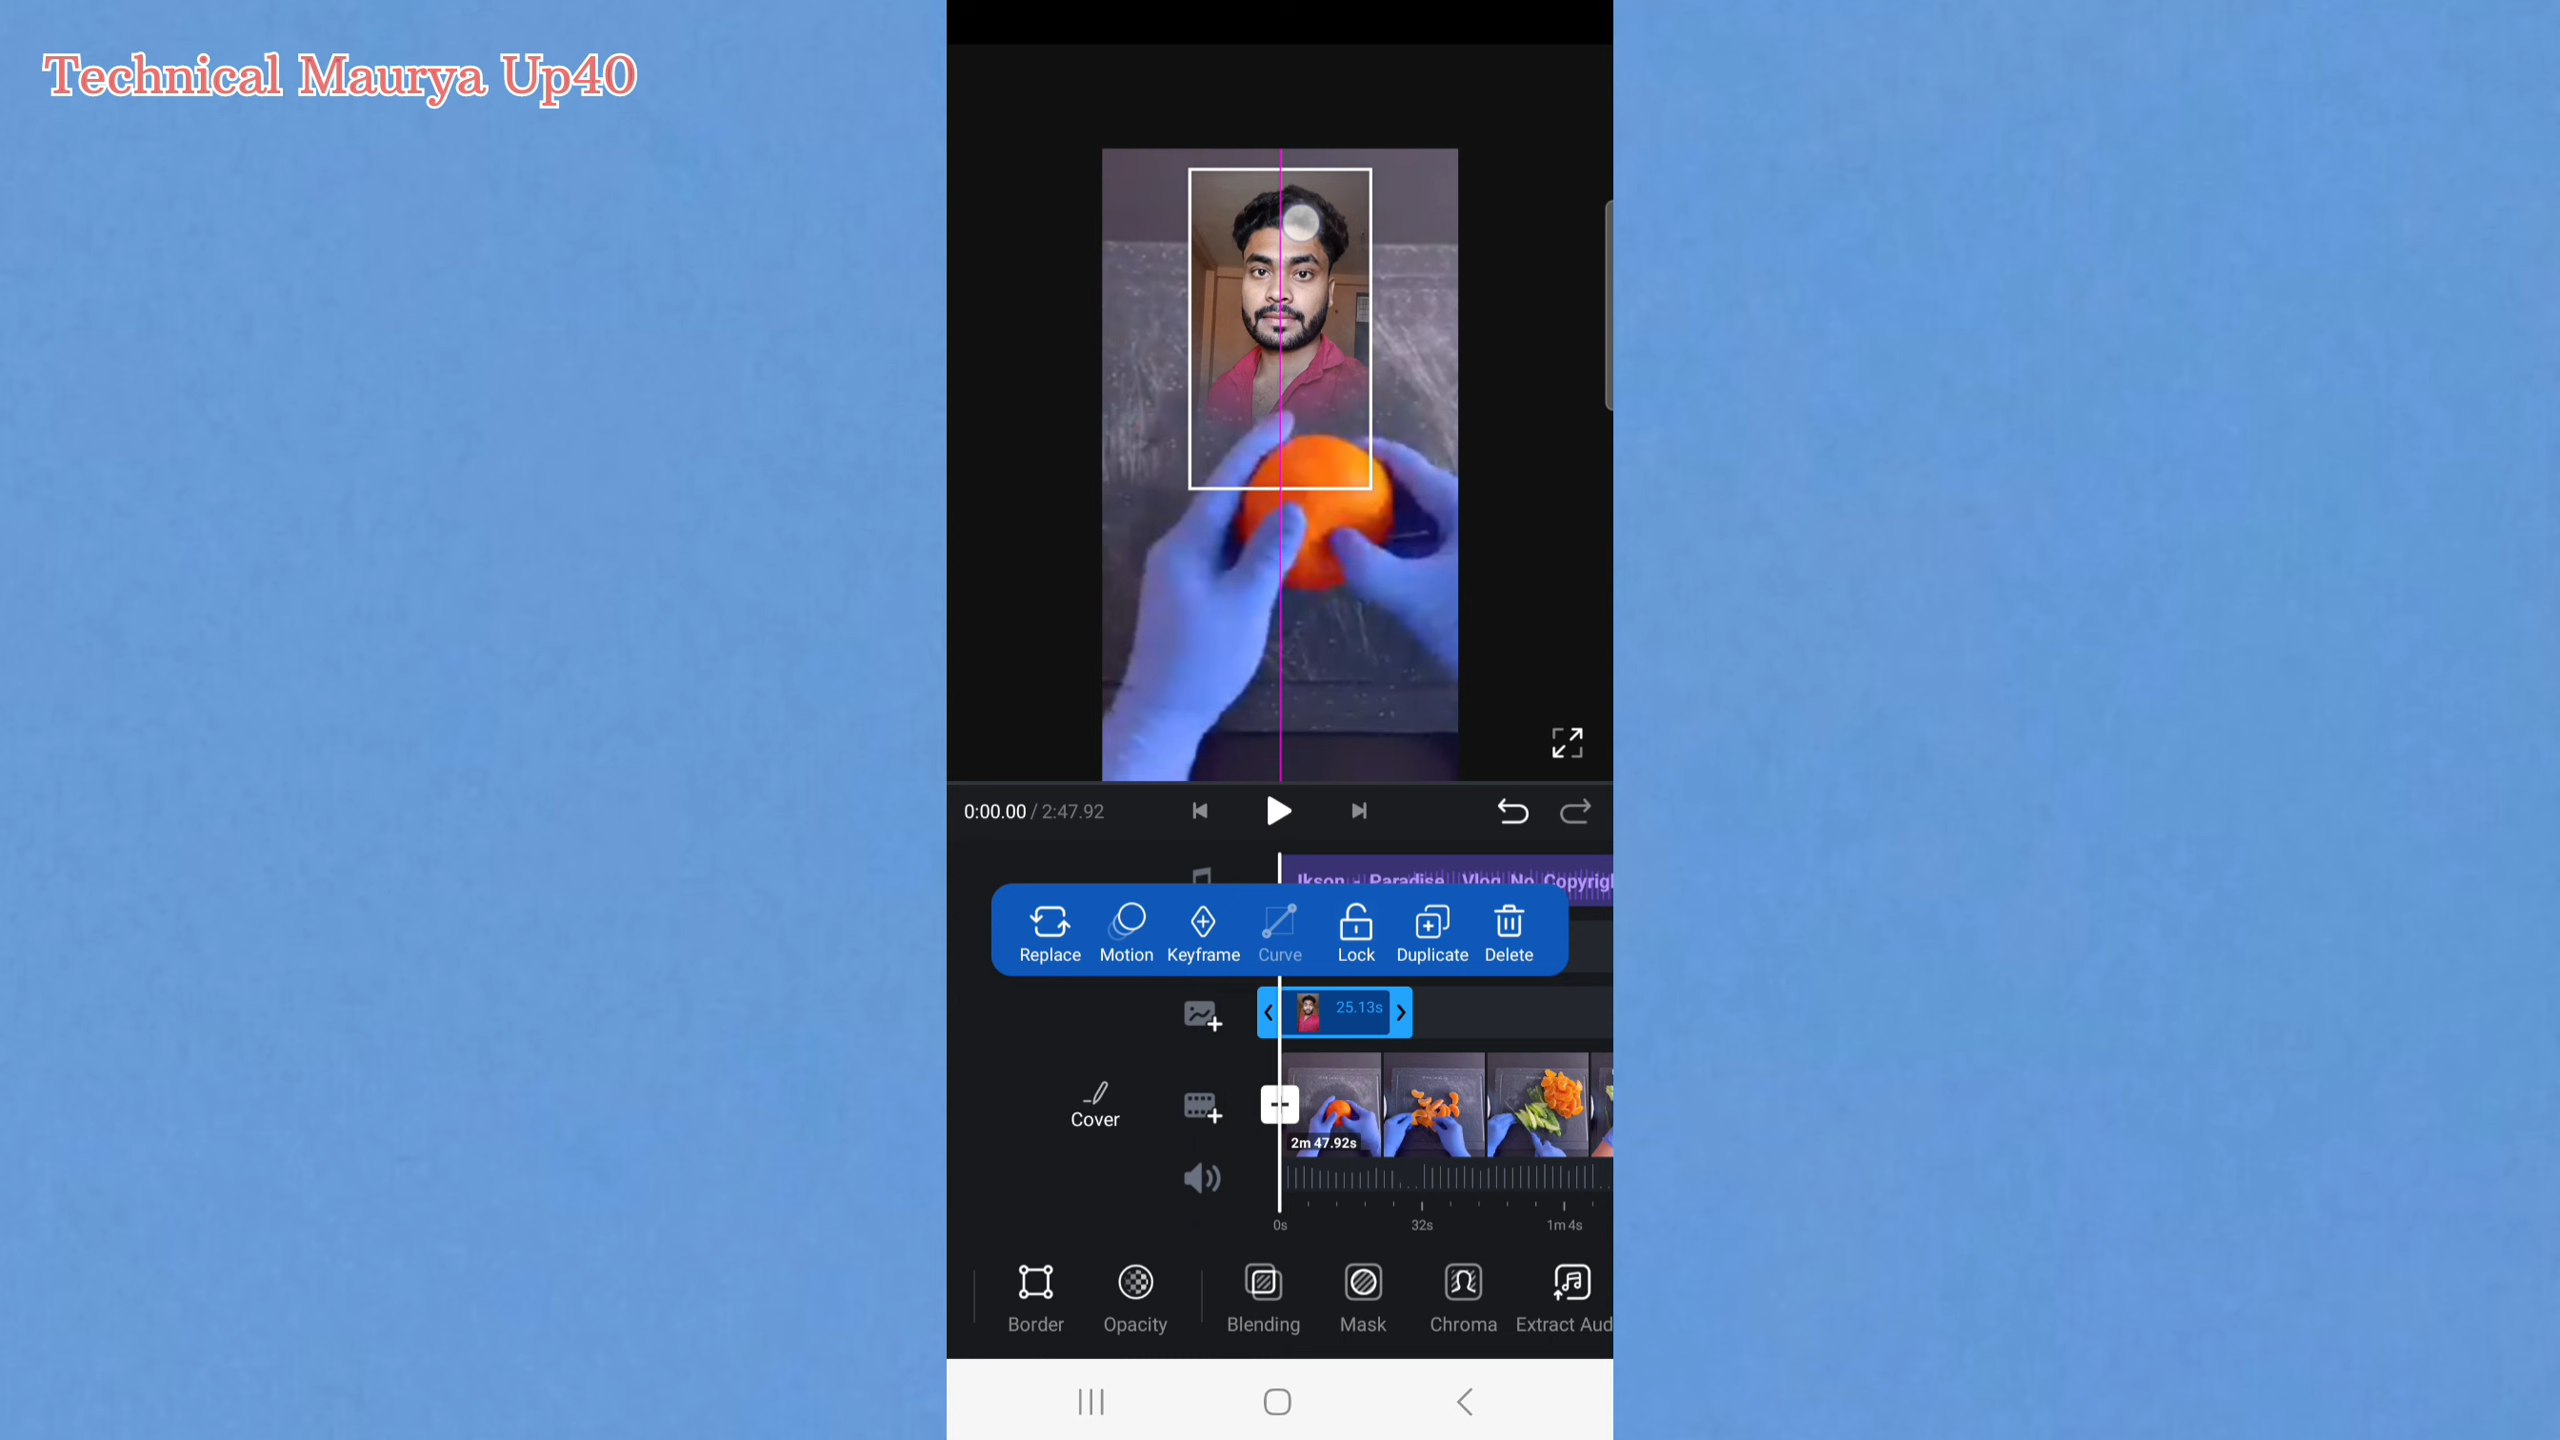 Technical Maurya Up40
0:00.00 / 2:47.92
Ikson - Paradise Vlog No Copyrigh
Replace Motion Keyframe Curve Lock Duplicate Delete
25.13s
Cover
2m 47.92s
0s 32s 1m 4s
Border Opacity Blending Mask Chroma Extract Aud